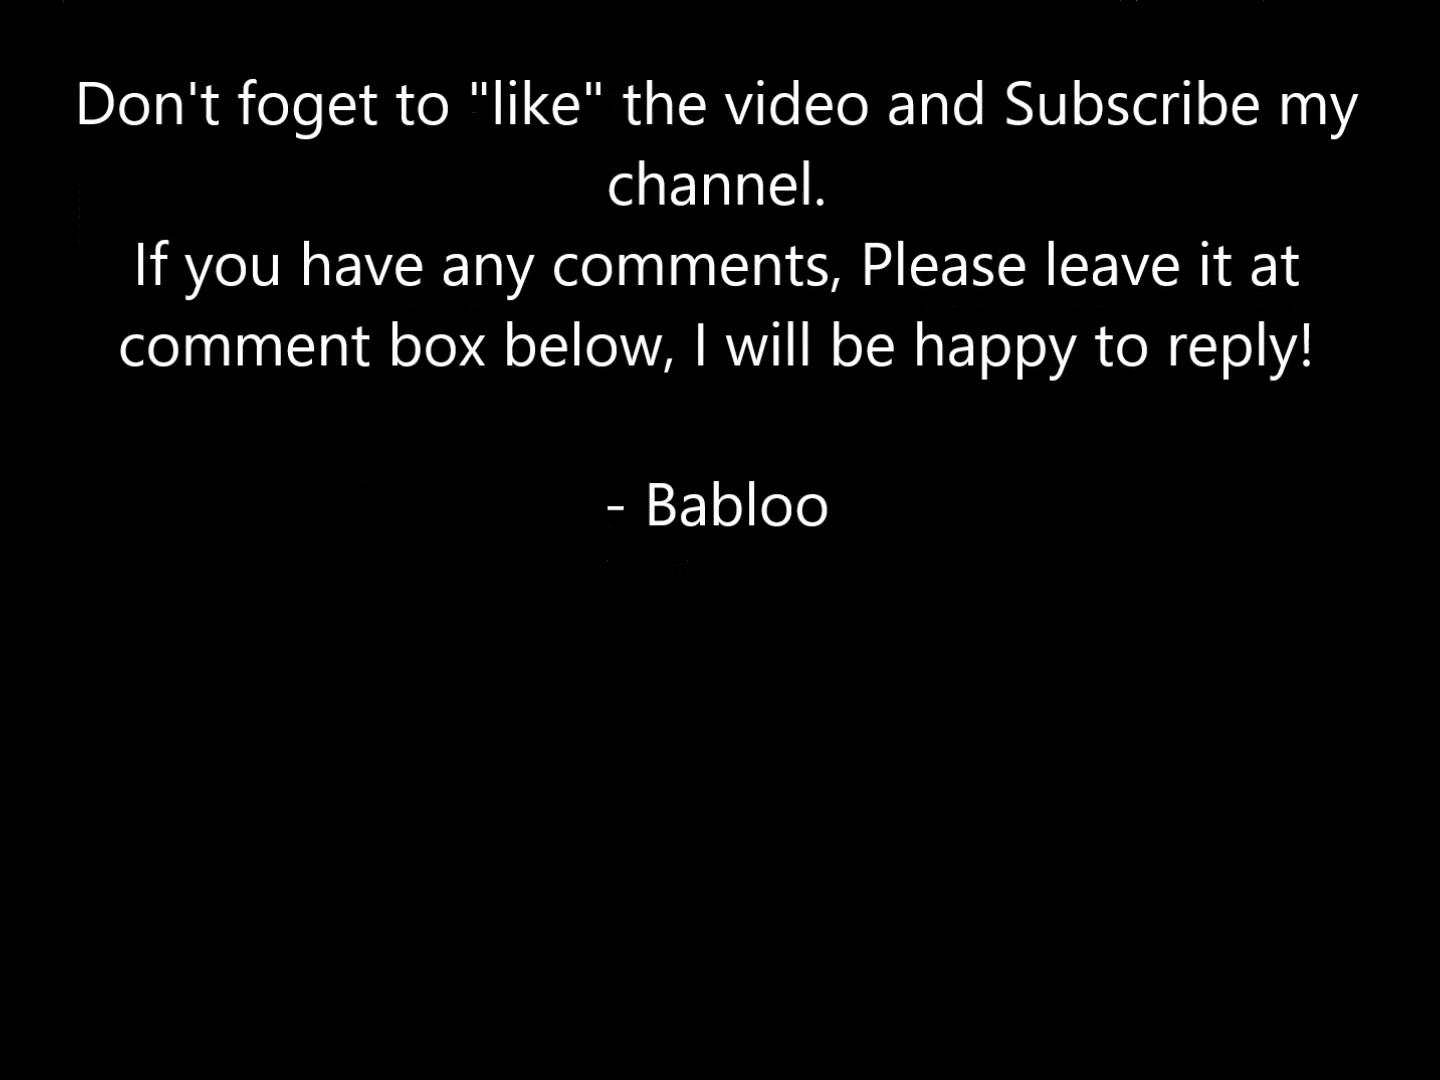 Don't foget to "like" the video and Subscribe my
channel.
If you have any comments, Please leave it at
comment box below, I will be happy to reply!
- Babloo